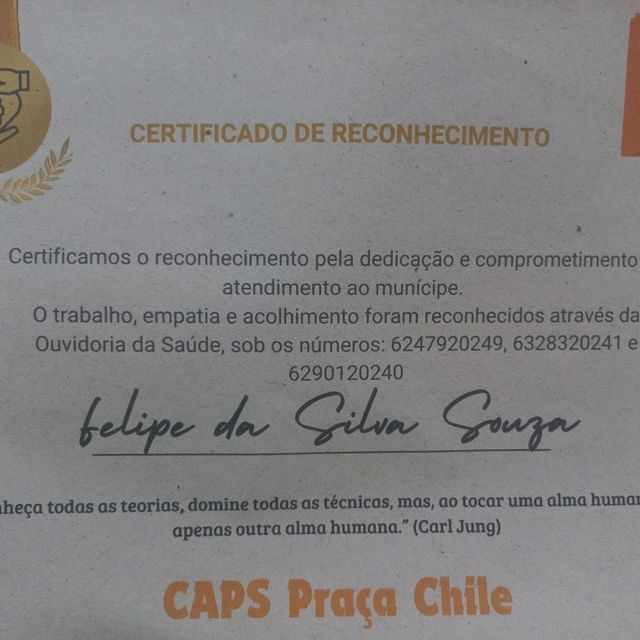 CERTIFICADO DE RECONHECIMENTO
Certificamos o reconhecimento pela dedicação e comprometimento
atendimento ao munícipe.
O trabalho, empatia e acolhimento foram reconhecidos através da
Ouvidoria da Saúde, sob os números: 6247920249, 6328320241 e
6290120240
Felipe da Silva Souza
todas as teorias, domine todas as técnicas, mas, ao tocar uma alma
apenas outra alma humana.” (Carl Jung)
CAPS Praça Chile